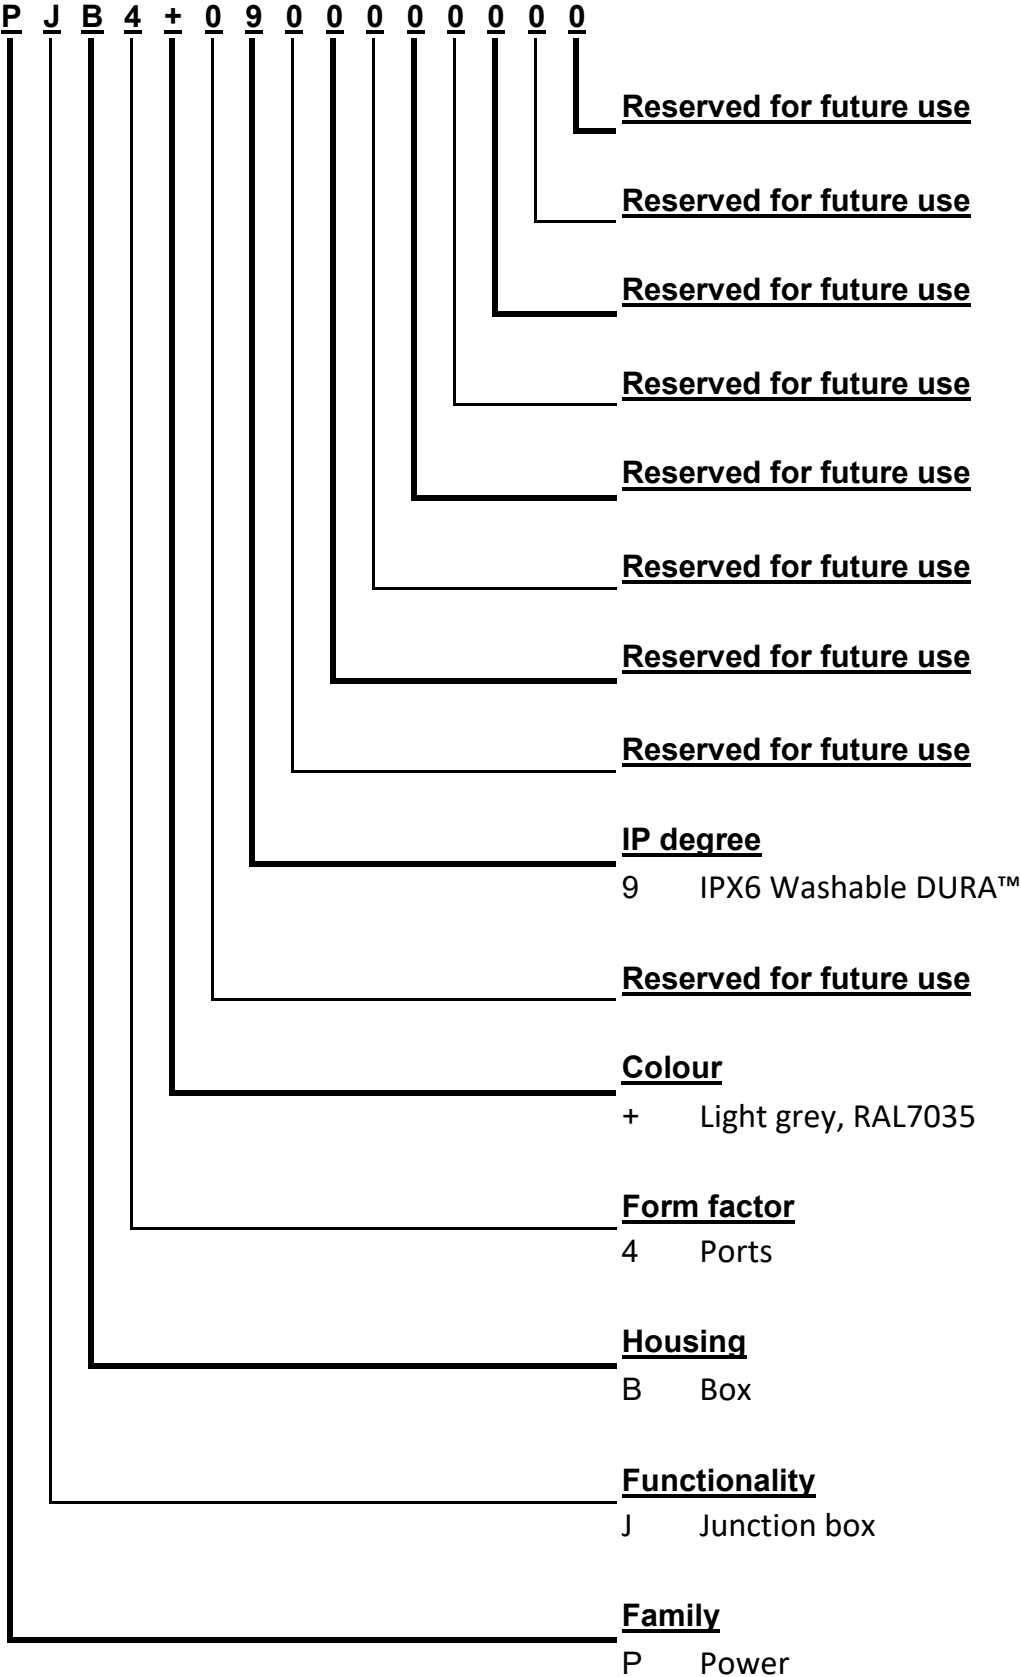 P J B 4 + 0 9 0 0 0 0 0 0 0 0
Reserved for future use
Reserved for future use
Reserved for future use
Reserved for future use
Reserved for future use
Reserved for future use
Reserved for future use
Reserved for future use
IP degree
9 IPX6 Washable DURA™
Reserved for future use
Colour
+ Light grey, RAL7035
Form factor
4 Ports
Housing
B Box
Functionality
J Junction box
Family
P Power